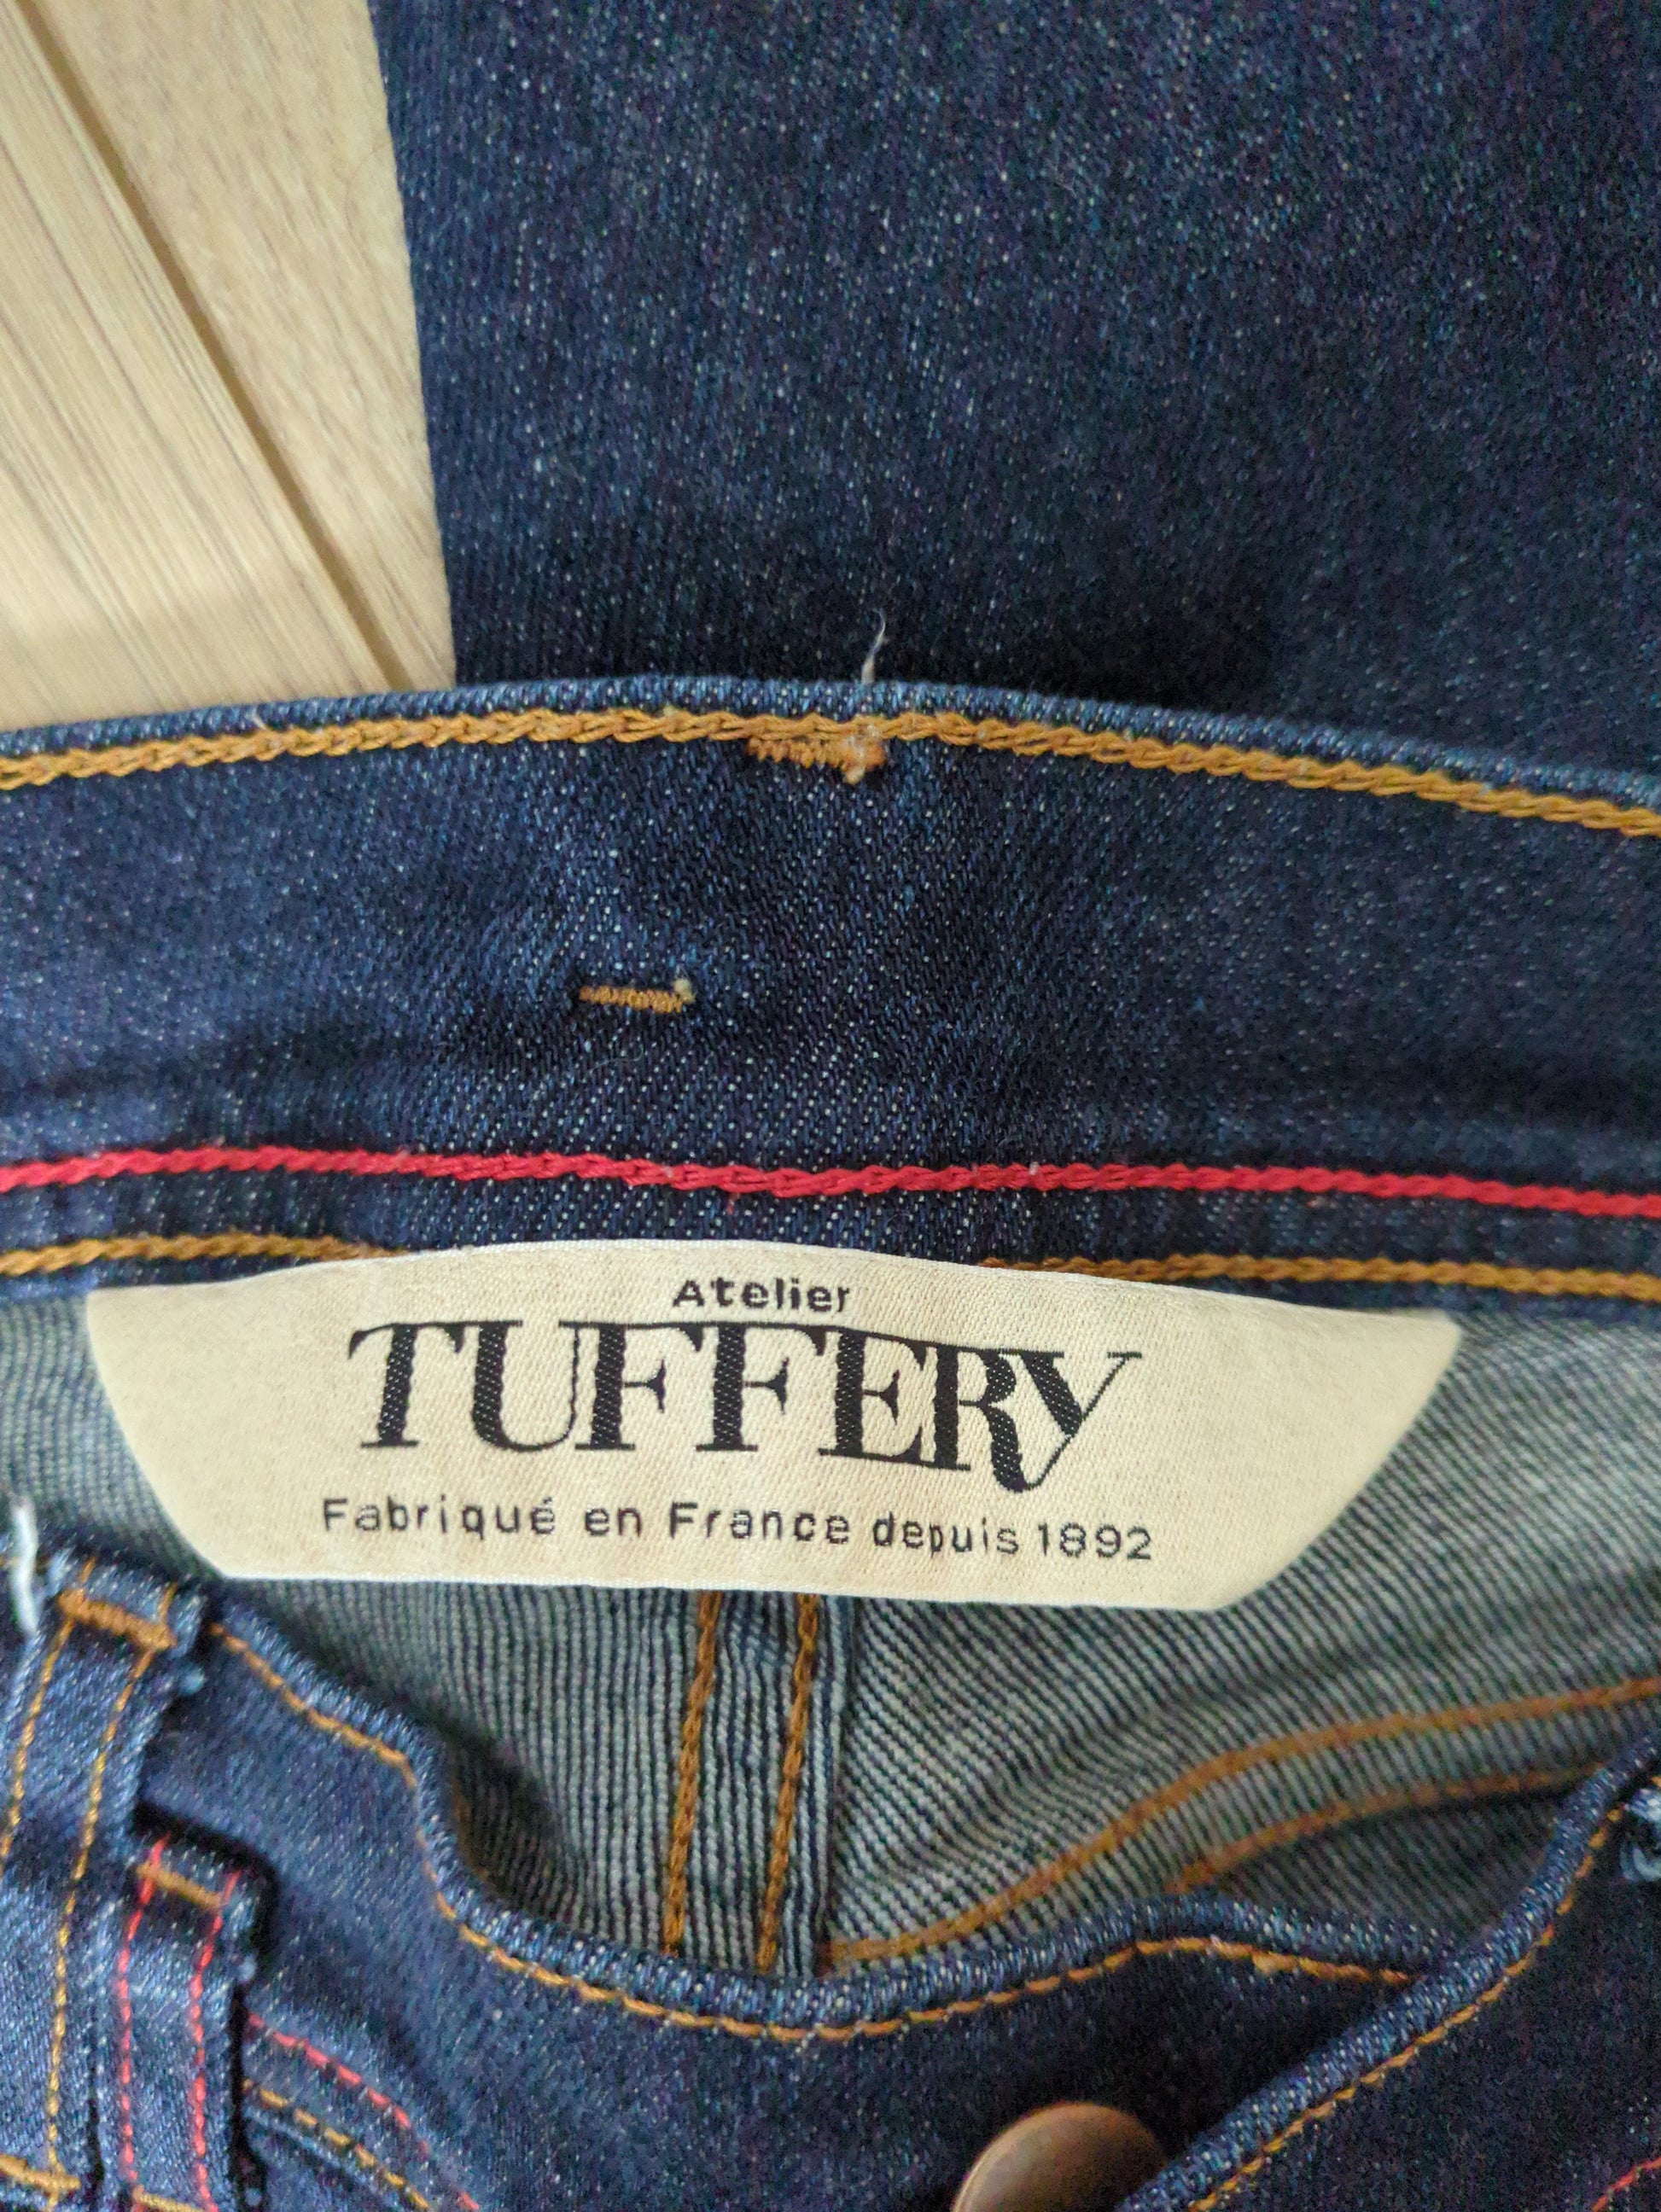 Atelier
TUFFERY
Fabriqué en France depuis 1892